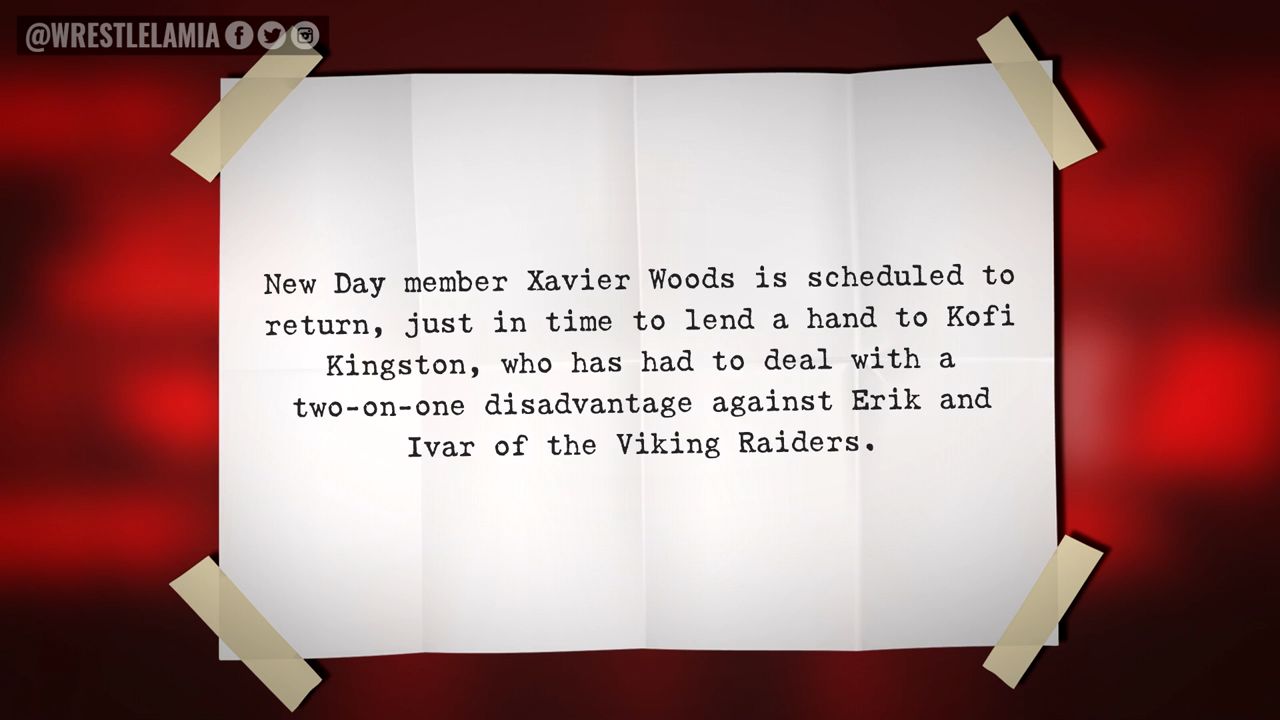 @WRESTLELAMIA
New Day member Xavier Woods is scheduled to
return, just in time to lend a hand to Kofi
Kingston, who has had to deal with a
two-on-one disadvantage against Erik and
Ivar of the Viking Raiders.